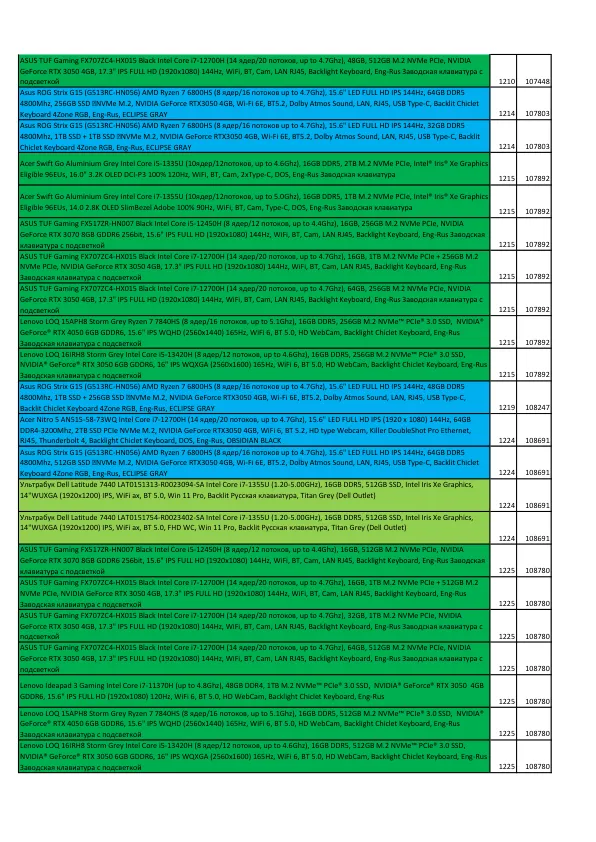 ASUS TUF Gaming FX707ZC4-HX015 Black Intel Core i7-12700H (14 ядер/20 потоков, up to 4.7Ghz), 48GB, 512GB M.2 NVMe PCIe, NVIDIA
GeForce RTX 3050 4GB, 17.3" IPS FULL HD (1920x1080) 144Hz, WiFi, BT, Cam, LAN RJ45, Backlight Keyboard, Eng-Rus Заводская клавиатура с
подсветкой 1210 107448
Asus ROG Strix G15 (G513RC-HN056) AMD Ryzen 7 6800HS (8 ядер/16 потоков up to 4.7Ghz), 15.6" LED FULL HD IPS 144Hz, 64GB DDR5
4800Mhz, 256GB SSD NVMe M.2, NVIDIA GeForce RTX3050 4GB, Wi-Fi 6E, BT5.2, Dolby Atmos Sound, LAN, RJ45, USB Type-C, Backlit Chiclet
Keyboard 4Zone RGB, Eng-Rus, ECLIPSE GRAY 1214 107803
Asus ROG Strix G15 (G513RC-HN056) AMD Ryzen 7 6800HS (8 ядер/16 потоков up to 4.7Ghz), 15.6" LED FULL HD IPS 144Hz, 32GB DDR5
4800Mhz, 1TB SSD + 1TB SSD NVMe M.2, NVIDIA GeForce RTX3050 4GB, Wi-Fi 6E, BT5.2, Dolby Atmos Sound, LAN, RJ45, USB Type-C, Backlit
Chiclet Keyboard 4Zone RGB, Eng-Rus, ECLIPSE GRAY 1214 107803
Acer Swift Go Aluminium Grey Intel Core i5-1335U (10ядер/12потоков, up to 4.6Ghz), 16GB DDR5, 2TB M.2 NVMe PCIe, Intel® Iris® Xe Graphics
Eligible 96EUs, 16.0" 3.2K OLED DCI-P3 100% 120Hz, WiFi, BT, Cam, 2xType-C, DOS, Eng-Rus Заводская клавиатура
1215 107892
Acer Swift Go Aluminium Grey Intel Core i7-1355U (10ядер/12потоков, up to 5.0Ghz), 16GB DDR5, 1TB M.2 NVMe PCIe, Intel® Iris® Xe Graphics
Eligible 96EUs, 14.0 2.8K OLED SlimBezel Adobe 100% 90Hz, WiFi, BT, Cam, Type-C, DOS, Eng-Rus Заводская клавиатура
1215 107892
ASUS TUF Gaming FX517ZR-HN007 Black Intel Core i5-12450H (8 ядер/12 потоков, up to 4.4Ghz), 16GB, 256GB M.2 NVMe PCIe, NVIDIA
GeForce RTX 3070 8GB GDDR6 256bit, 15.6" IPS FULL HD (1920x1080) 144Hz, WiFi, BT, Cam, LAN RJ45, Backlight Keyboard, Eng-Rus Заводская
клавиатура с подсветкой 1215 107892
ASUS TUF Gaming FX707ZC4-HX015 Black Intel Core i7-12700H (14 ядер/20 потоков, up to 4.7Ghz), 16GB, 1TB M.2 NVMe PCIe + 256GB M.2
NVMe PCIe, NVIDIA GeForce RTX 3050 4GB, 17.3" IPS FULL HD (1920x1080) 144Hz, WiFi, BT, Cam, LAN RJ45, Backlight Keyboard, Eng-Rus
Заводская клавиатура с подсветкой 1215 107892
ASUS TUF Gaming FX707ZC4-HX015 Black Intel Core i7-12700H (14 ядер/20 потоков, up to 4.7Ghz), 64GB, 256GB M.2 NVMe PCIe, NVIDIA
GeForce RTX 3050 4GB, 17.3" IPS FULL HD (1920x1080) 144Hz, WiFi, BT, Cam, LAN RJ45, Backlight Keyboard, Eng-Rus Заводская клавиатура с
подсветкой 1215 107892
Lenovo LOQ 15APH8 Storm Grey Ryzen 7 7840HS (8 ядер/16 потоков, up to 5.1Ghz), 16GB DDR5, 256GB M.2 NVMe™ PCIe® 3.0 SSD, NVIDIA®
GeForce® RTX 4050 6GB GDDR6, 15.6" IPS WQHD (2560x1440) 165Hz, WiFi 6, BT 5.0, HD WebCam, Backlight Chiclet Keyboard, Eng-Rus
Заводская клавиатура с подсветкой 1215 107892
Lenovo LOQ 16IRH8 Storm Grey Intel Core i5-13420H (8 ядер/12 потоков, up to 4.6Ghz), 16GB DDR5, 256GB M.2 NVMe™ PCIe® 3.0 SSD,
NVIDIA® GeForce® RTX 3050 6GB GDDR6, 16" IPS WQXGA (2560x1600) 165Hz, WiFi 6, BT 5.0, HD WebCam, Backlight Chiclet Keyboard, Eng-Rus
Заводская клавиатура с подсветкой 1215 107892
Asus ROG Strix G15 (G513RC-HN056) AMD Ryzen 7 6800HS (8 ядер/16 потоков up to 4.7Ghz), 15.6" LED FULL HD IPS 144Hz, 48GB DDR5
4800Mhz, 1TB SSD + 256GB SSD NVMe M.2, NVIDIA GeForce RTX3050 4GB, Wi-Fi 6E, BT5.2, Dolby Atmos Sound, LAN, RJ45, USB Type-C,
Backlit Chiclet Keyboard 4Zone RGB, Eng-Rus, ECLIPSE GRAY 1219 108247
Acer Nitro 5 AN515-58-73WQ Intel Core i7-12700H (14 ядер/20 потоков, up to 4.7Ghz), 15.6" LED FULL HD IPS (1920 x 1080) 144Hz, 64GB
DDR4-3200Mhz, 2TB SSD PCIe NVMe M.2, NVIDIA GeForce RTX3050 4GB, Wi-Fi 6, BT 5.2, HD type Webcam, Killer DoubleShot Pro Ethernet,
RJ45, Thunderbolt 4, Backlight Chiclet Keyboard, DOS, Eng-Rus, OBSIDIAN BLACK 1224 108691
Asus ROG Strix G15 (G513RC-HN056) AMD Ryzen 7 6800HS (8 ядер/16 потоков up to 4.7Ghz), 15.6" LED FULL HD IPS 144Hz, 64GB DDR5
4800Mhz, 512GB SSD NVMe M.2, NVIDIA GeForce RTX3050 4GB, Wi-Fi 6E, BT5.2, Dolby Atmos Sound, LAN, RJ45, USB Type-C, Backlit Chiclet
Keyboard 4Zone RGB, Eng-Rus, ECLIPSE GRAY 1224 108691
Ультрабук Dell Latitude 7440 LAT0151313-R0023094-SA Intel Core i7-1355U (1.20-5.00GHz), 16GB DDR5, 512GB SSD, Intel Iris Xe Graphics,
14"WUXGA (1920x1200) IPS, WiFi ax, BT 5.0, Win 11 Pro, Backlit Русская клавиатура, Titan Grey (Dell Outlet)
1224 108691
Ультрабук Dell Latitude 7440 LAT0151754-R0023402-SA Intel Core i7-1355U (1.20-5.00GHz), 16GB DDR5, 512GB SSD, Intel Iris Xe Graphics,
14"WUXGA (1920x1200) IPS, WiFi ax, BT 5.0, FHD WC, Win 11 Pro, Backlit Русская клавиатура, Titan Grey (Dell Outlet)
1224 108691
ASUS TUF Gaming FX517ZR-HN007 Black Intel Core i5-12450H (8 ядер/12 потоков, up to 4.4Ghz), 16GB, 512GB M.2 NVMe PCIe, NVIDIA
GeForce RTX 3070 8GB GDDR6 256bit, 15.6" IPS FULL HD (1920x1080) 144Hz, WiFi, BT, Cam, LAN RJ45, Backlight Keyboard, Eng-Rus Заводская
клавиатура с подсветкой 1225 108780
ASUS TUF Gaming FX707ZC4-HX015 Black Intel Core i7-12700H (14 ядер/20 потоков, up to 4.7Ghz), 16GB, 1TB M.2 NVMe PCIe + 512GB M.2
NVMe PCIe, NVIDIA GeForce RTX 3050 4GB, 17.3" IPS FULL HD (1920x1080) 144Hz, WiFi, BT, Cam, LAN RJ45, Backlight Keyboard, Eng-Rus
Заводская клавиатура с подсветкой 1225 108780
ASUS TUF Gaming FX707ZC4-HX015 Black Intel Core i7-12700H (14 ядер/20 потоков, up to 4.7Ghz), 32GB, 1TB M.2 NVMe PCIe, NVIDIA
GeForce RTX 3050 4GB, 17.3" IPS FULL HD (1920x1080) 144Hz, WiFi, BT, Cam, LAN RJ45, Backlight Keyboard, Eng-Rus Заводская клавиатура с
подсветкой 1225 108780
ASUS TUF Gaming FX707ZC4-HX015 Black Intel Core i7-12700H (14 ядер/20 потоков, up to 4.7Ghz), 64GB, 512GB M.2 NVMe PCIe, NVIDIA
GeForce RTX 3050 4GB, 17.3" IPS FULL HD (1920x1080) 144Hz, WiFi, BT, Cam, LAN RJ45, Backlight Keyboard, Eng-Rus Заводская клавиатура с
подсветкой 1225 108780
Lenovo Ideapad 3 Gaming Intel Core i7-11370H (up to 4.8Ghz), 48GB DDR4, 1TB M.2 NVMe™ PCIe® 3.0 SSD, NVIDIA® GeForce® RTX 3050 4GB
GDDR6, 15.6" IPS FULL HD (1920x1080) 120Hz, WiFi 6, BT 5.0, HD WebCam, Backlight Chiclet Keyboard, Eng-Rus
1225 108780
Lenovo LOQ 15APH8 Storm Grey Ryzen 7 7840HS (8 ядер/16 потоков, up to 5.1Ghz), 16GB DDR5, 512GB M.2 NVMe™ PCIe® 3.0 SSD, NVIDIA®
GeForce® RTX 4050 6GB GDDR6, 15.6" IPS WQHD (2560x1440) 165Hz, WiFi 6, BT 5.0, HD WebCam, Backlight Chiclet Keyboard, Eng-Rus
Заводская клавиатура с подсветкой 1225 108780
Lenovo LOQ 16IRH8 Storm Grey Intel Core i5-13420H (8 ядер/12 потоков, up to 4.6Ghz), 16GB DDR5, 512GB M.2 NVMe™ PCIe® 3.0 SSD,
NVIDIA® GeForce® RTX 3050 6GB GDDR6, 16" IPS WQXGA (2560x1600) 165Hz, WiFi 6, BT 5.0, HD WebCam, Backlight Chiclet Keyboard, Eng-Rus
Заводская клавиатура с подсветкой 1225 108780